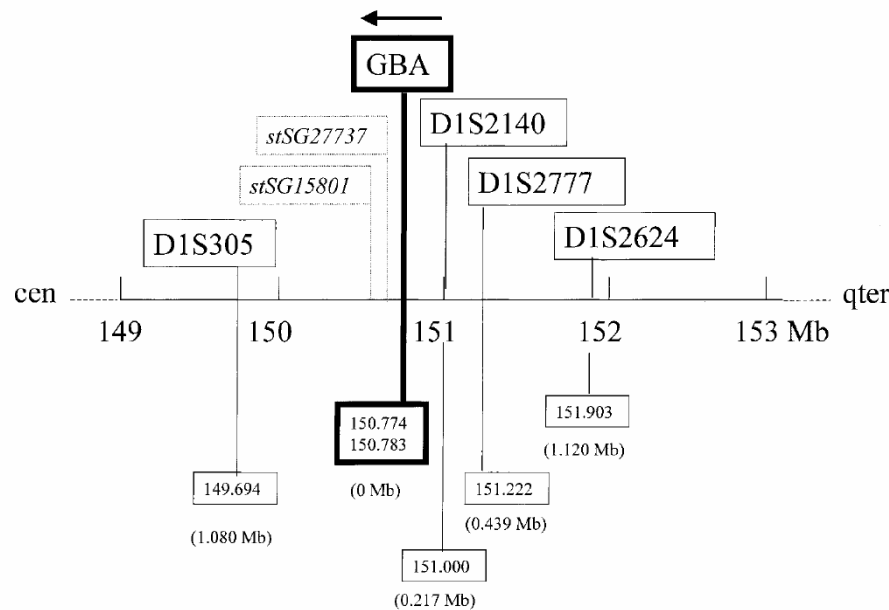 GBA
stSG27737
D1S2140
stSG15801
D1S2777
D1S305
D1S2624
cen
qter
149
150
151
152
153 Mb
150.774
150.783
151.903
(1.120 Mb)
149.694
(0 Mb)
151.222
(1.080 Mb)
(0.439 Mb)
151.000
(0.217 Mb)